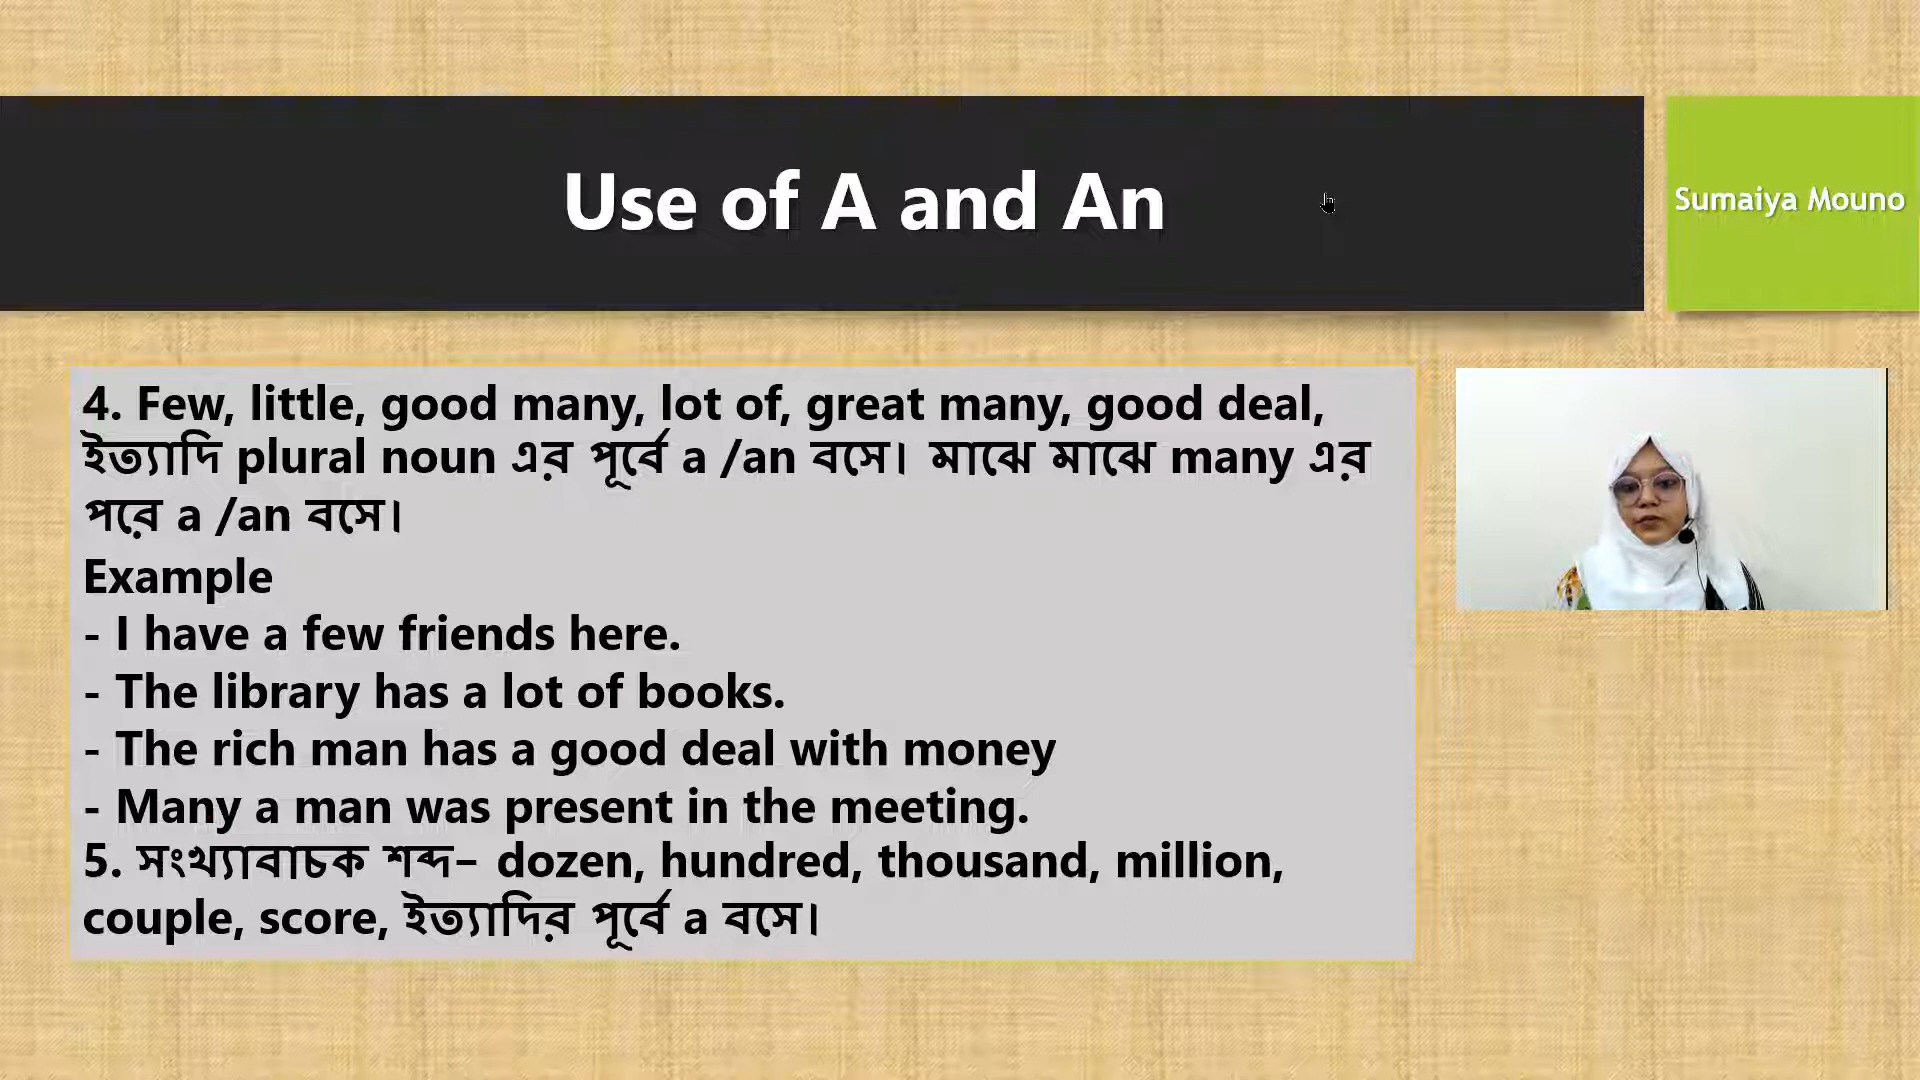 Use of A and An
Sumaiya Mouno
4. Few, little, good many, lot of, great many, good deal,
ইত্যাদি plural noun এর পূর্বে a /an বসে। মাঝে মাঝে many এর
পরে a /an বসে।
Example
- I have a few friends here.
- The library has a lot of books.
- The rich man has a good deal with money
- Many a man was present in the meeting.
5. সংখ্যাবাচক শব্দ– dozen, hundred, thousand, million,
couple, score, ইত্যাদির পূর্বে a বসে।